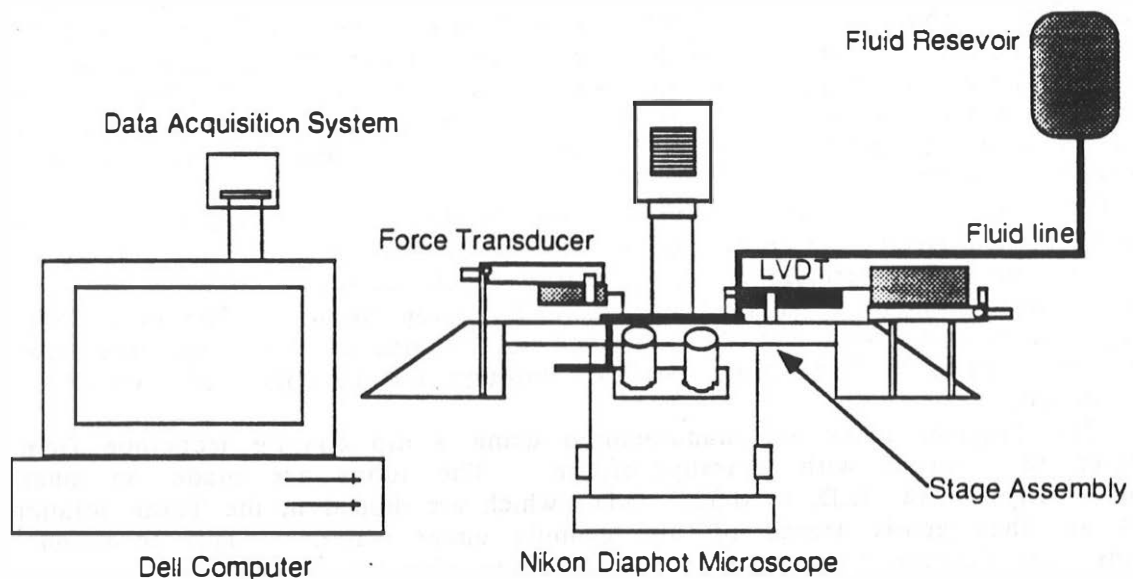 Fluid Resevoir
Data Acquisition System
Force Transducer
Fluid line
LVDT
Stage Assembly
Dell Computer
Nikon Diaphot Microscope